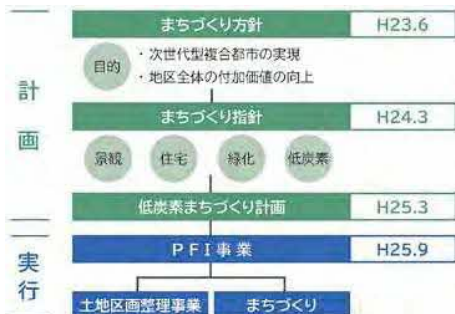 計画
まちづくり方針 H23.6
目的
・次世代型複合都市の実現
・地区全体の付加価値の向上
まちづくり指針 H24.3
景観 住宅 緑化 低炭素
低炭素まちづくり計画 H25.3
実行
PFI事業 H25.9
土地区画整理事業 まちづくり